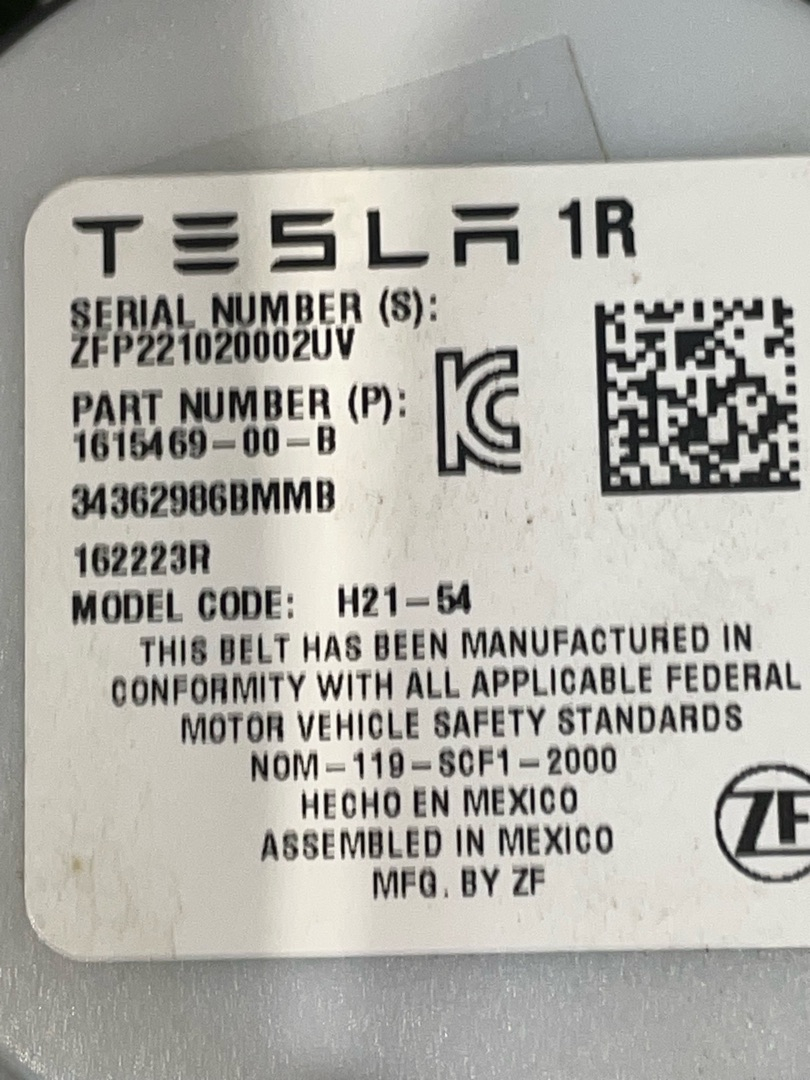 TESLA 1R
SERIAL NUMBER (S):
ZFP221020002UV
PART NUMBER (P):
1615469-00-B
34362986BMMB
162223R
MODEL CODE: H21-54
THIS BELT HAS BEEN MANUFACTURED IN
CONFORMITY WITH ALL APPLICABLE FEDERAL
MOTOR VEHICLE SAFETY STANDARDS
NOM-119-SCF1-2000
HECHO EN MEXICO
ASSEMBLED IN MEXICO
MFG. BY ZF
KC
ZF